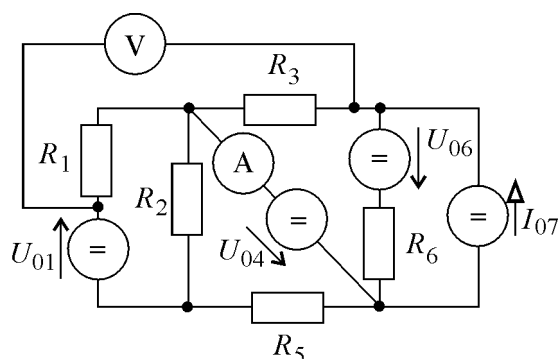 V
R3
R1
A
=
U06
R2
=
=
=
I07
U01
U04
R6
R5